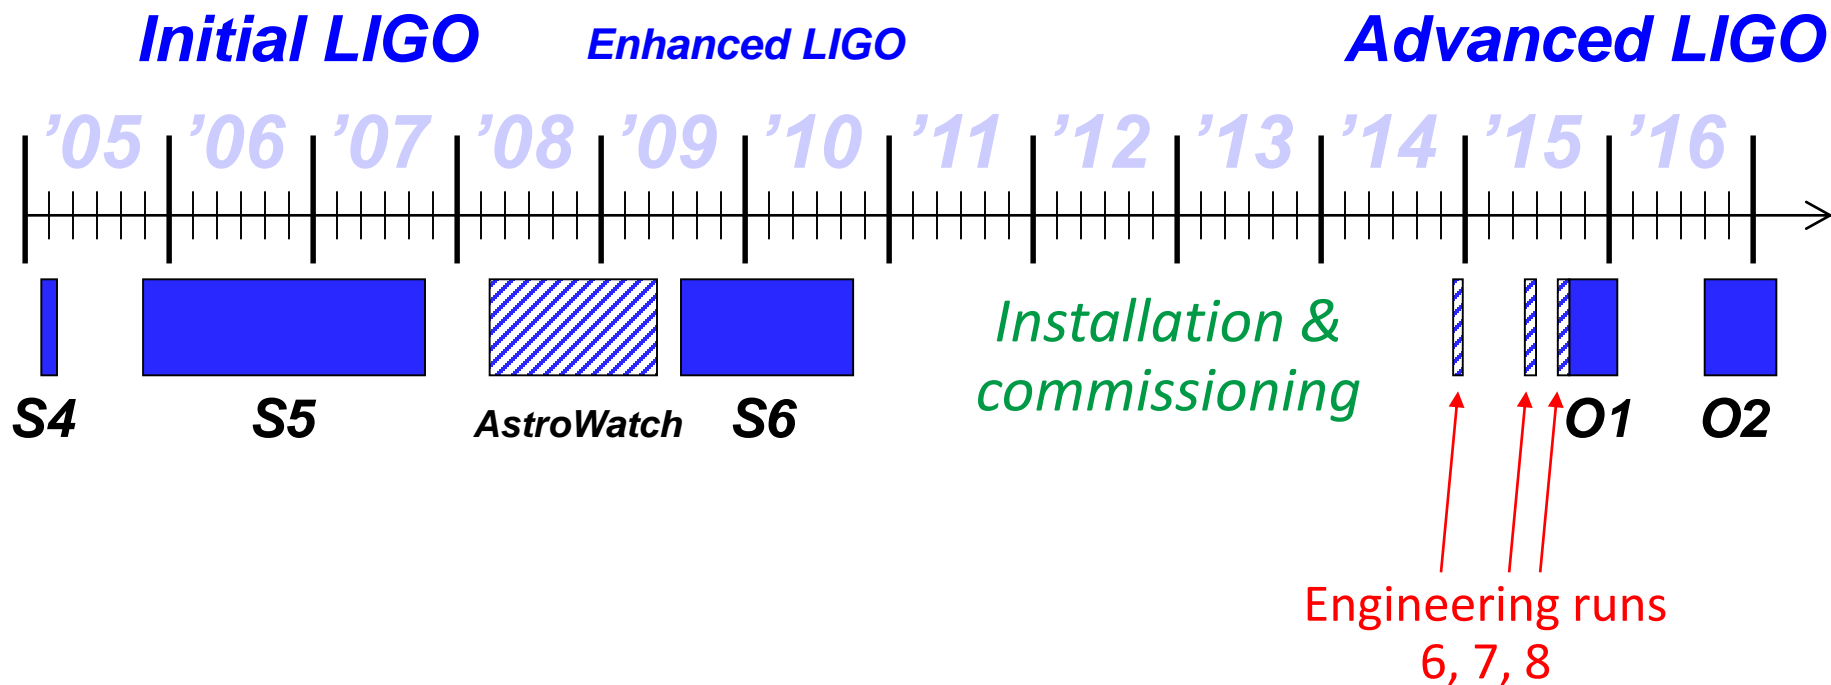 Initial LIGO Enhanced LIGO Advanced LIGO
’05 ’06 ’07 ’08 ’09 ’10 ’11 ’12 ’13 ’14 ’15 ’16
Installation &
commissioning
S4 S5 AstroWatch S6 O1 O2
Engineering runs
6, 7, 8